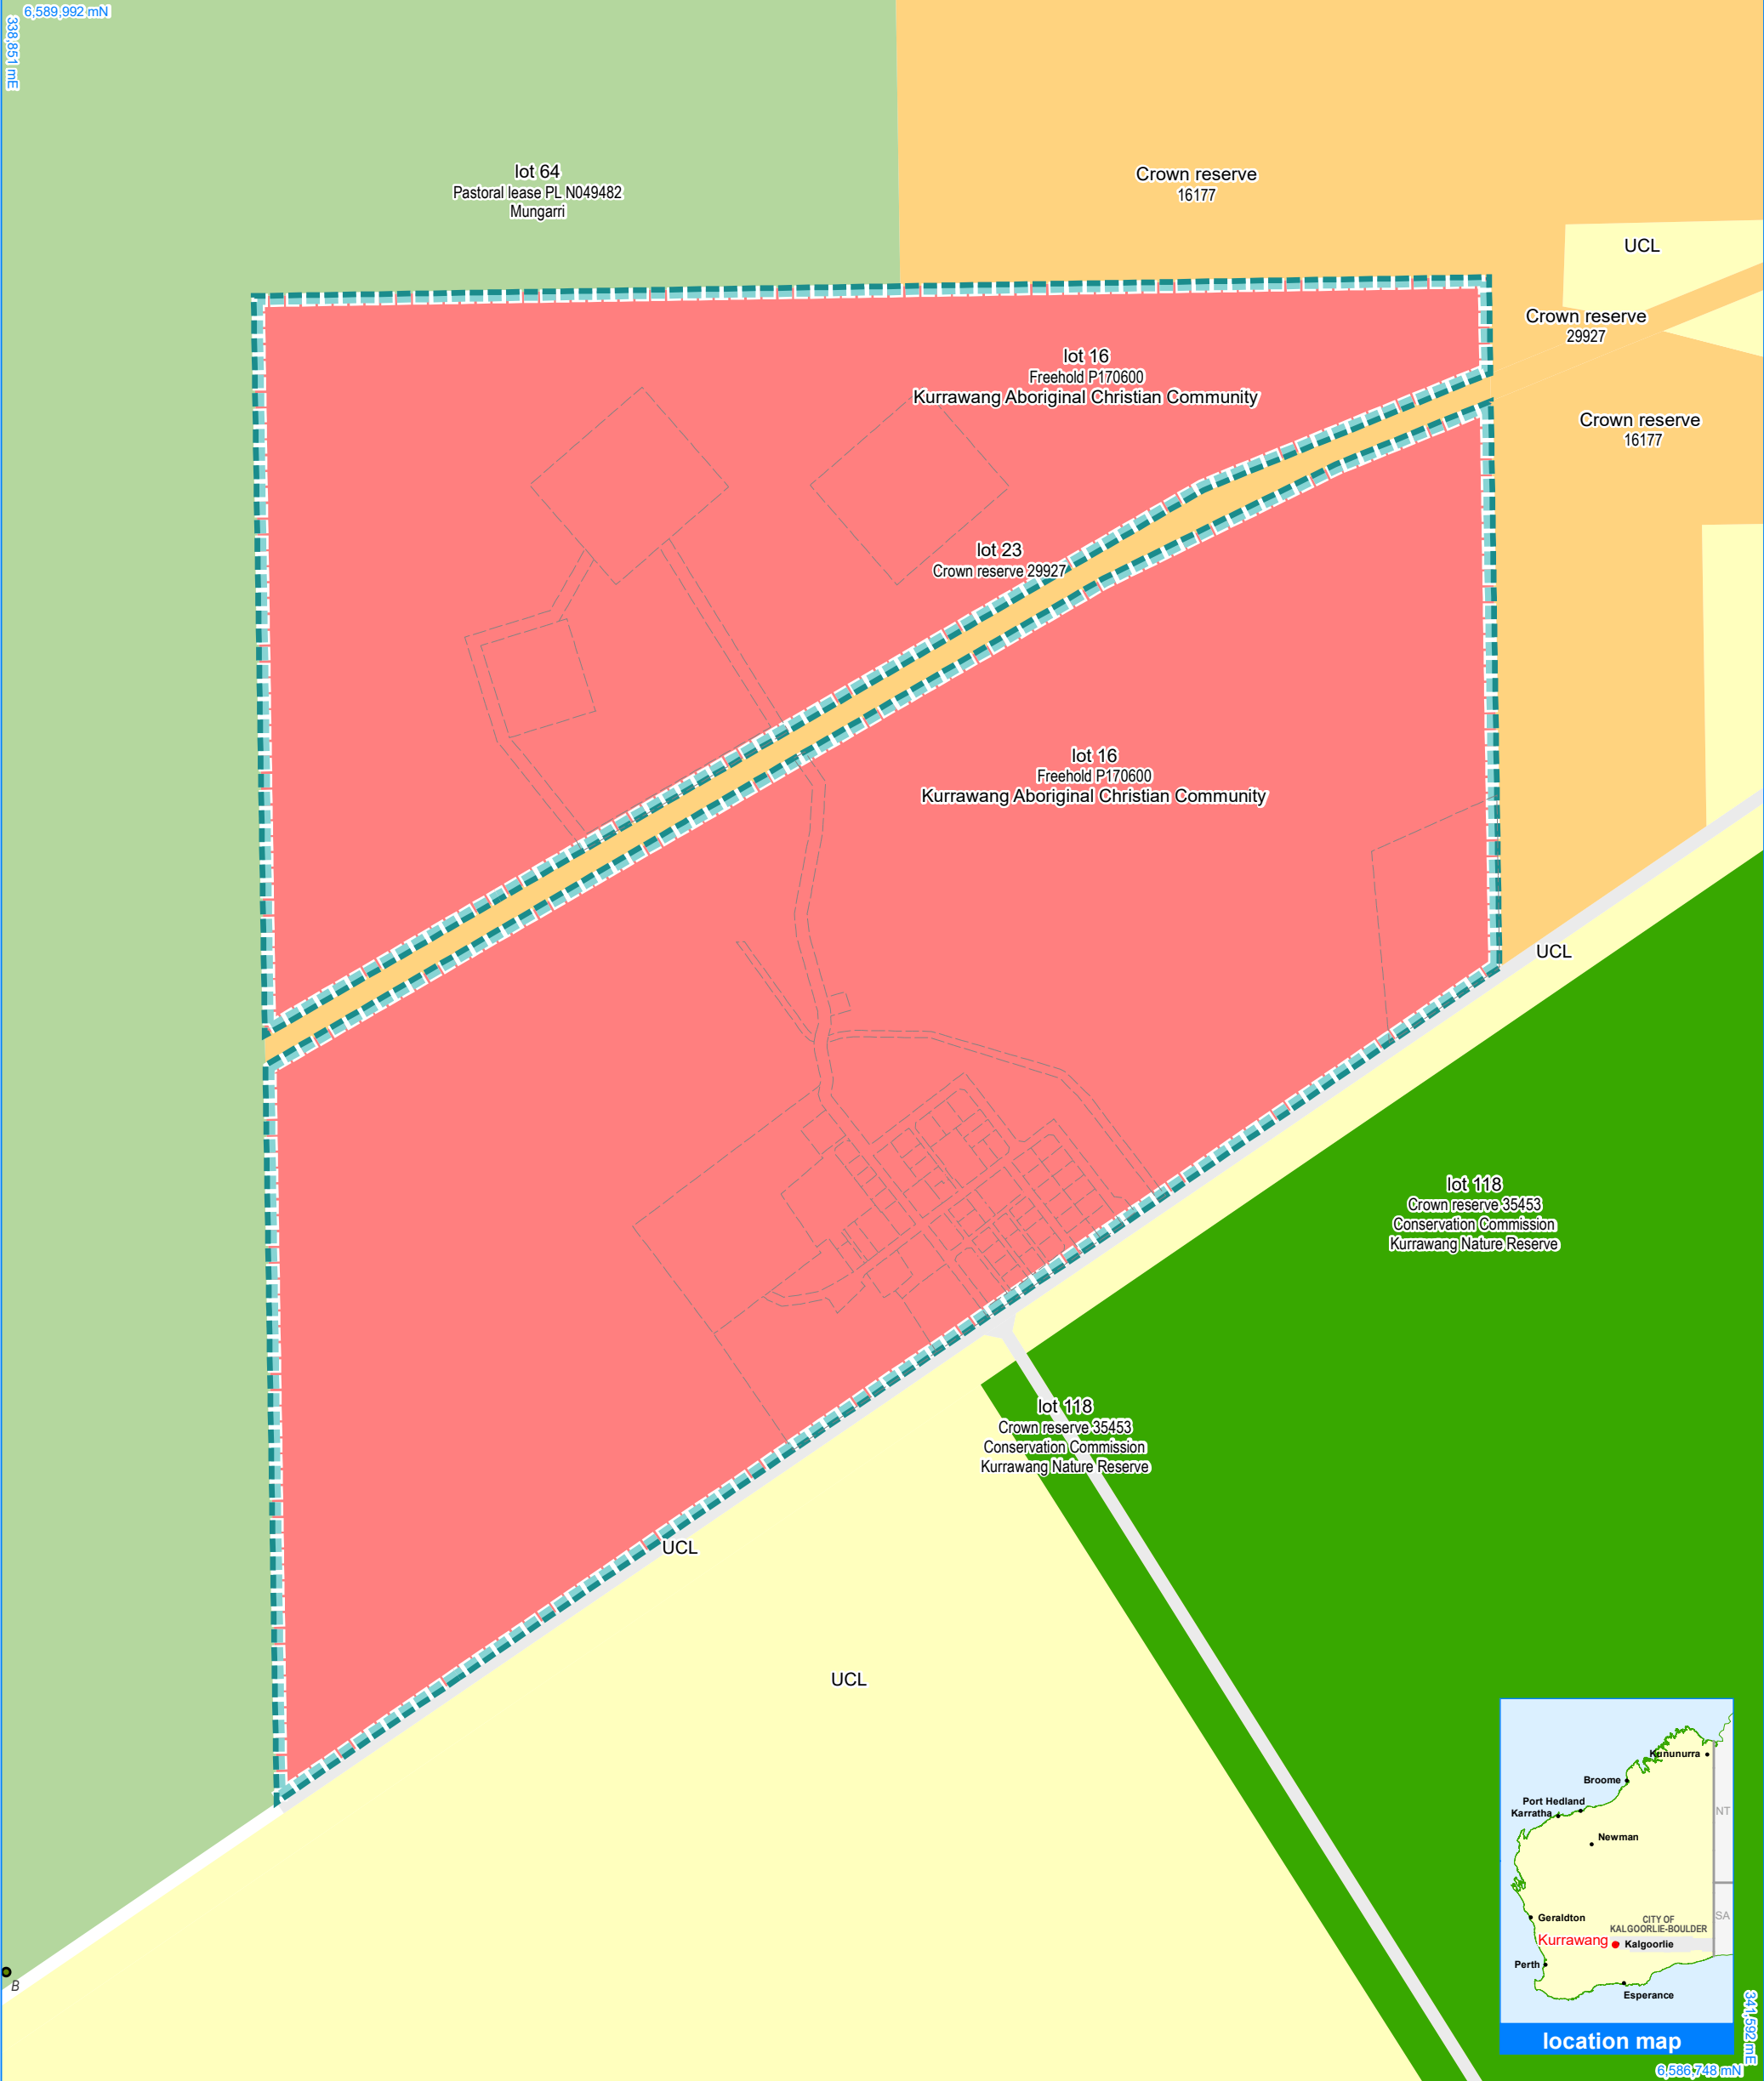 6,589,992 mN
338,851 mE
lot 64
Pastoral lease PL N049482
Mungarri
Crown reserve
16177
UCL
Crown reserve
29927
lot 16
Freehold P170600
Kurrawang Aboriginal Christian Community
Crown reserve
16177
lot 23
Crown reserve 29927
lot 16
Freehold P170600
Kurrawang Aboriginal Christian Community
UCL
lot 118
Crown reserve 35453
Conservation Commission
Kurrawang Nature Reserve
lot 118
Crown reserve 35453
Conservation Commission
Kurrawang Nature Reserve
UCL
UCL
B
Kununurra
Broome
Port Hedland
Karratha
NT
Newman
Geraldton
CITY OF
KALGOORLIE-BOULDER
SA
Kurrawang
Kalgoorlie
Perth
Esperance
location map
341,592 mE
6,586,748 mN